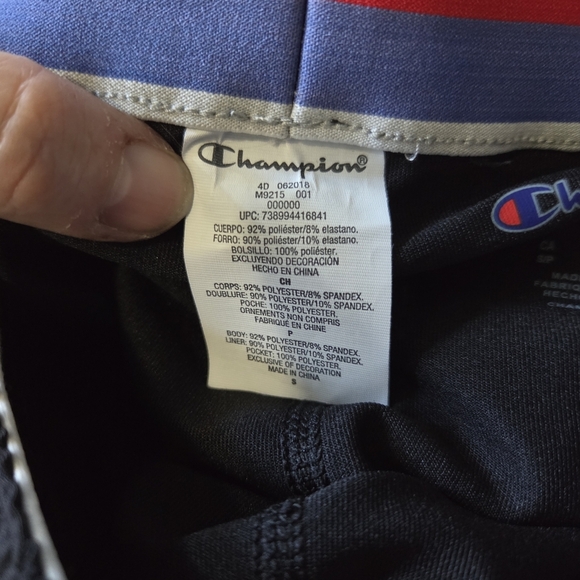 Champion®
4D 062018
M9215 001
000000
UPC: 738994416841
CUERPO: 92% poliéster/8% elastano.
FORRO: 90% poliéster/10% elastano.
BOLSILLO: 100% poliéster.
EXCLUYENDO DECORACIÓN
HECHO EN CHINA
CH
CORPS: 92% POLYESTER/8% SPANDEX.
DOUBLURE: 90% POLYESTER/10% SPANDEX.
POCHE: 100% POLYESTER.
ORNEMENTS NON COMPRIS
FABRIQUÉ EN CHINE
P
BODY: 92% POLYESTER/8% SPANDEX.
LINER: 90% POLYESTER/10% SPANDEX.
POCKET: 100% POLYESTER.
EXCLUSIVE OF DECORATION
MADE IN CHINA
S